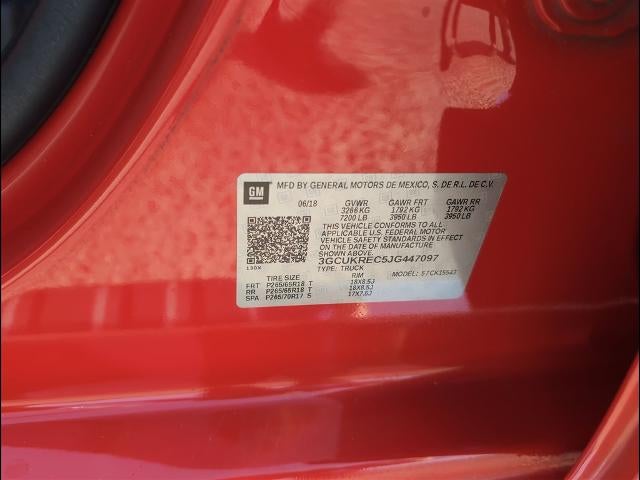 GM MFD BY GENERAL MOTORS DE MEXICO, S. DE R.L. DE C.V.
06/18 GVWR GAWR FRT GAWR RR
3266 KG 1792 KG 1792 KG
7200 LB 3950 LB 3950 LB
THIS VEHICLE CONFORMS TO ALL
APPLICABLE U.S. FEDERAL MOTOR
VEHICLE SAFETY STANDARDS IN
EFFECT ON THE DATE OF MANUFACTURE
SHOWN ABOVE.
3GCUKREC5JG447097
TYPE: TRUCK MODEL: S7CK15543
TIRE SIZE RIM
FRT P265/65R18 T 18X8.5J
RR P265/65R18 T 18X8.5J
SPA P265/70R17 S 17X7.5J